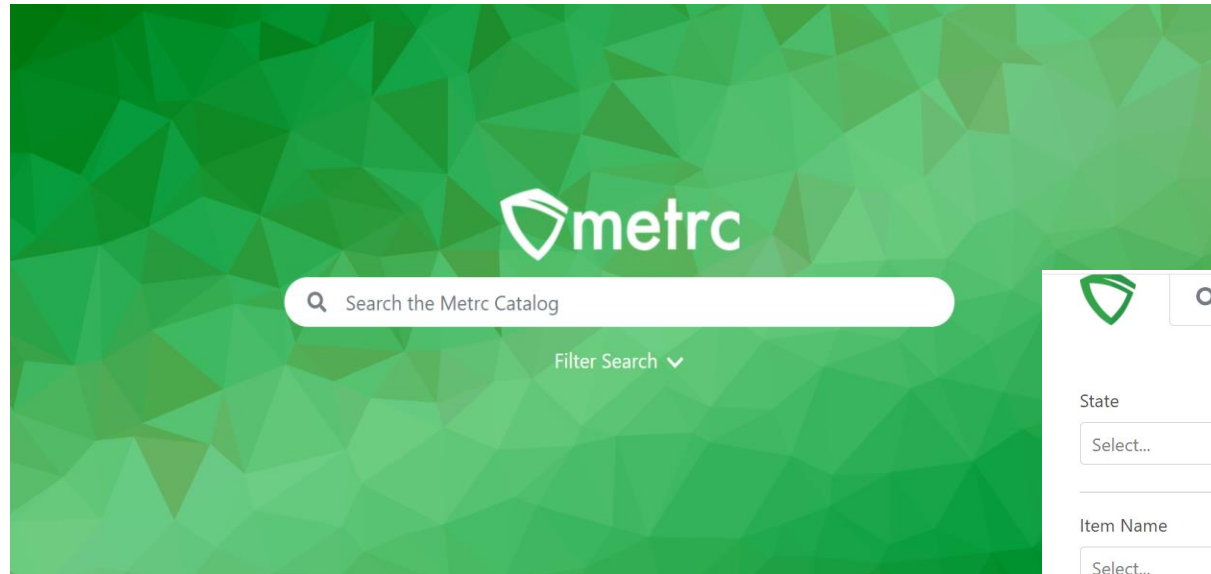 metrc
Search the Metrc Catalog
Filter Search
State
Select...
Item Name
Select...